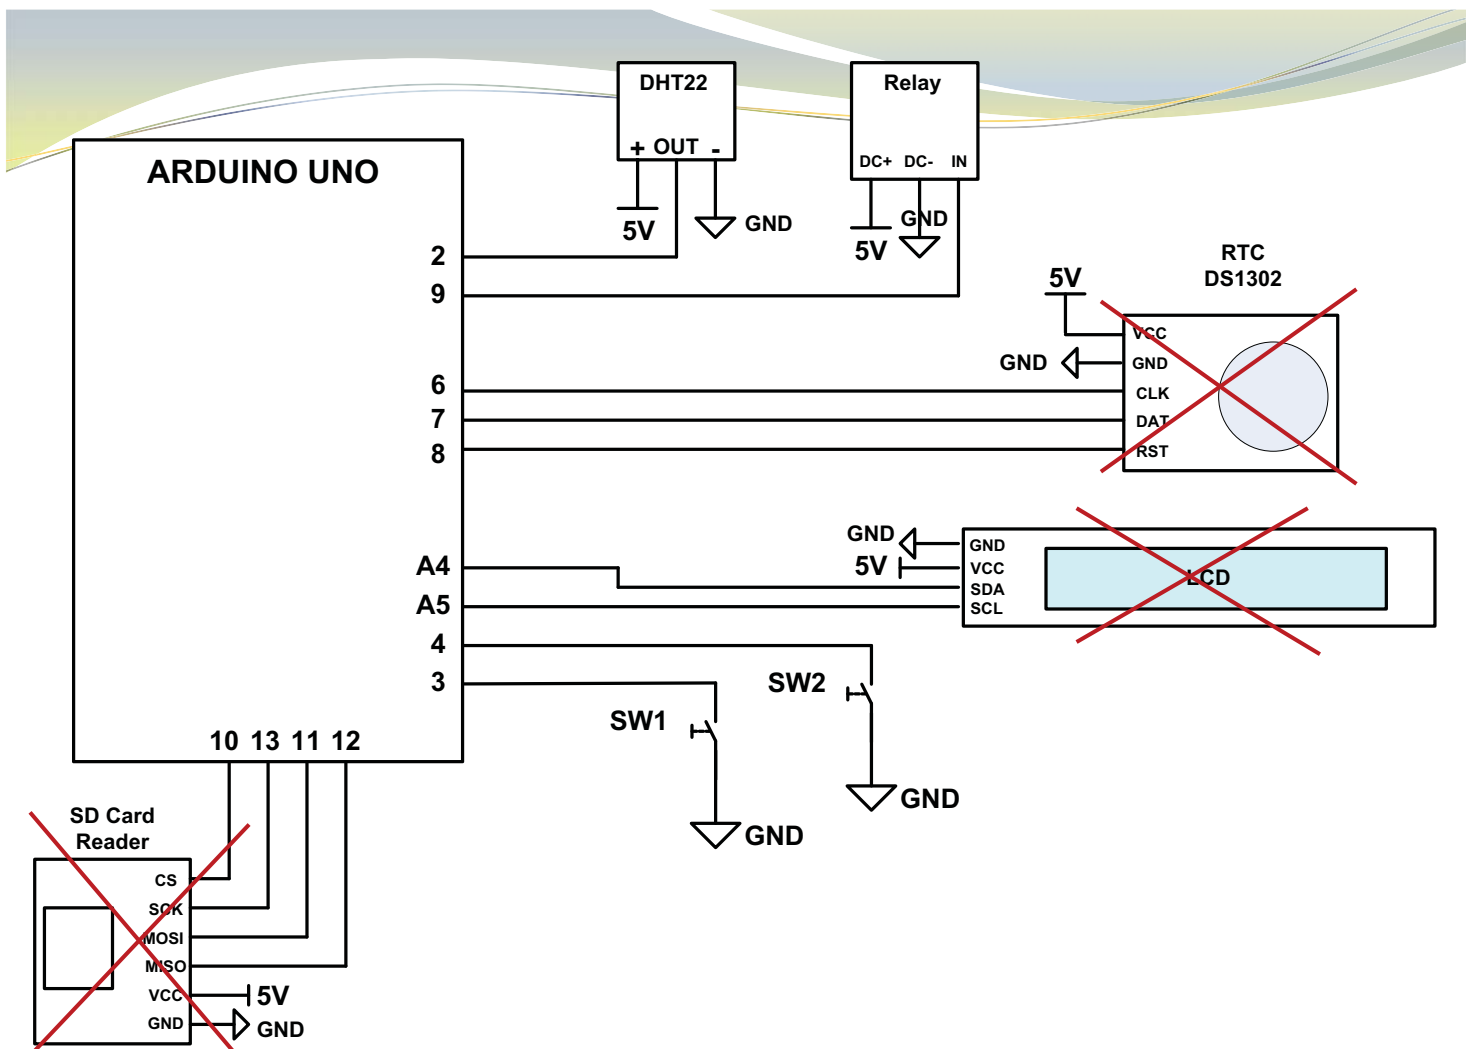 DHT22
+ OUT -
5V
GND
Relay
DC+ DC- IN
5V
GND
ARDUINO UNO
2
9
6
7
8
A4
A5
4
3
10 13 11 12
RTC
DS1302
5V
GND
VCC
GND
CLK
DAT
RST
GND
5V
GND
VCC
SDA
SCL
LCD
SW2
GND
SW1
GND
SD Card
Reader
CS
SCK
MOSI
MISO
VCC
GND
5V
GND